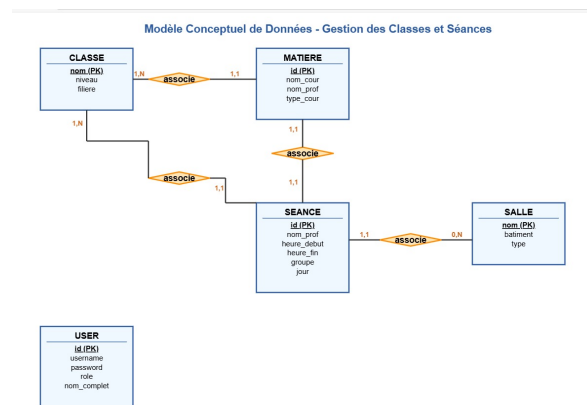 Modèle Conceptuel de Données - Gestion des Classes et Séances
CLASSE
nom (PK)
niveau
filiere
1,N
associe
1,1
MATIERE
id (PK)
nom_cour
nom_prof
type_cour
1,N
associe
1,1
1,1
associe
1,1
SEANCE
id (PK)
nom_prof
heure_debut
heure_fin
groupe
jour
1,1
associe
0,N
SALLE
nom (PK)
batiment
type
USER
id (PK)
username
password
role
nom_complet